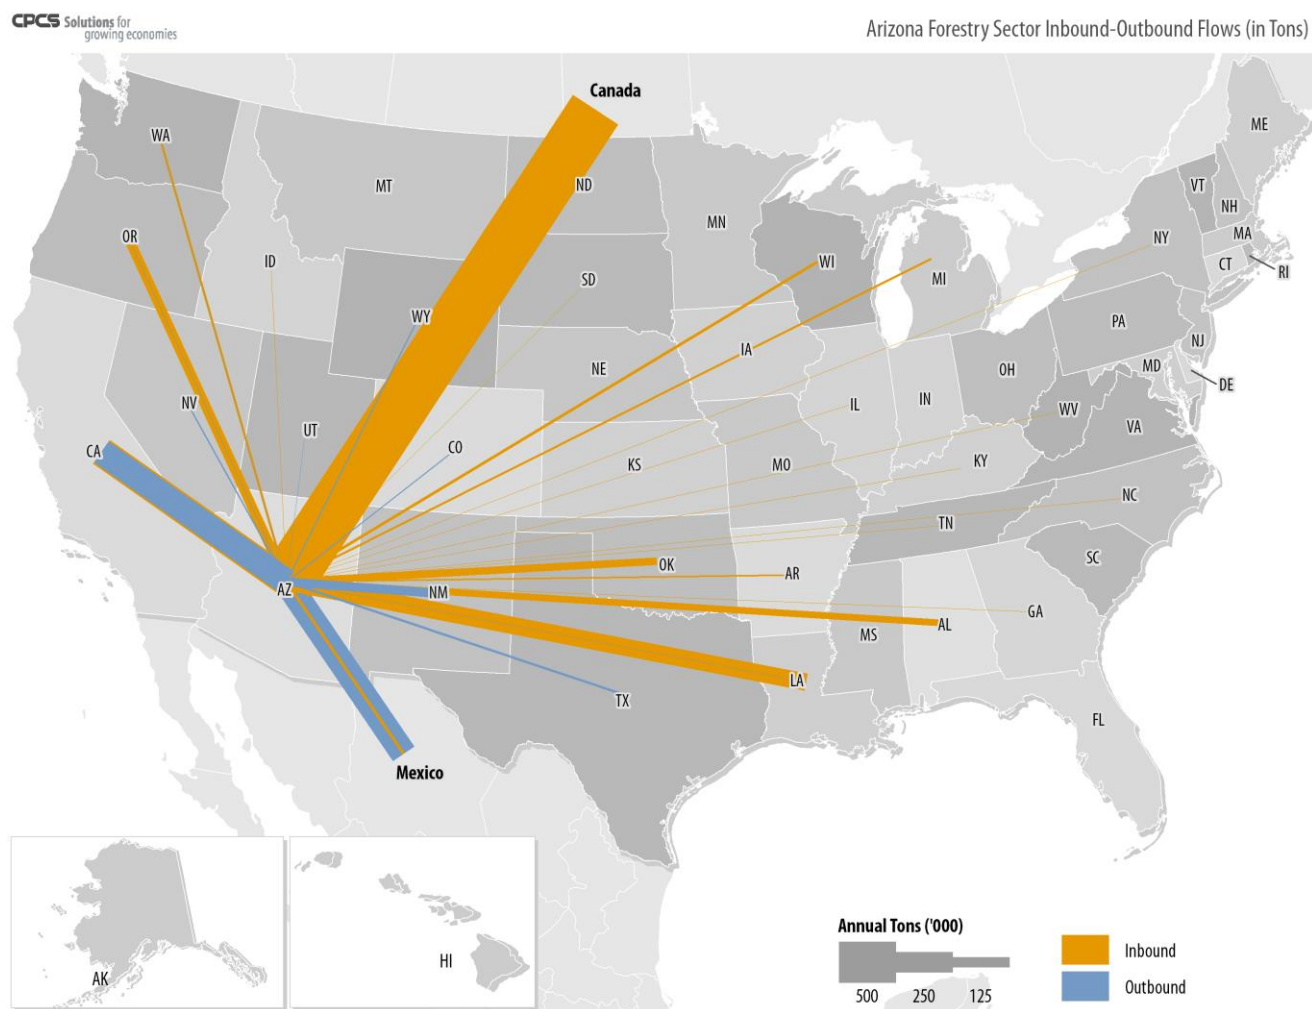 CPCS Solutions for
growing economies
Arizona Forestry Sector Inbound-Outbound Flows (in Tons)
Canada
WA
ME
MT
ND
VT
NH
MN
OR
NY
MA
ID
WI
CT
RI
SD
MI
WY
PA
NJ
IA
MD
NE
OH
DE
NV
IL
IN
WV
UT
VA
CA
CO
KS
MO
KY
NC
TN
OK
SC
AR
AZ
NM
GA
AL
MS
LA
TX
FL
Mexico
AK
HI
Annual Tons ('000)
500 250 125
Inbound
Outbound